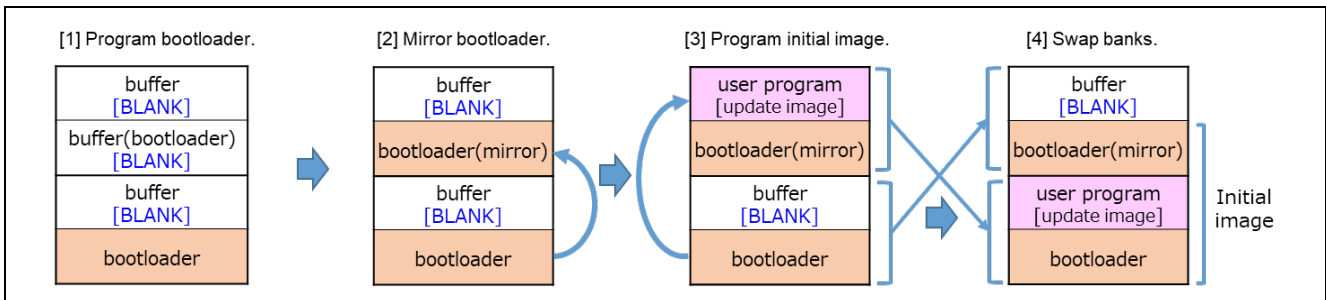 [1] Program bootloader.
buffer
[BLANK]
buffer(bootloader)
[BLANK]
buffer
[BLANK]
bootloader
[2] Mirror bootloader.
buffer
[BLANK]
bootloader(mirror)
buffer
[BLANK]
bootloader
[3] Program initial image.
user program
[update image]
bootloader(mirror)
buffer
[BLANK]
bootloader
[4] Swap banks.
buffer
[BLANK]
bootloader(mirror)
user program
[update image]
bootloader
Initial
image